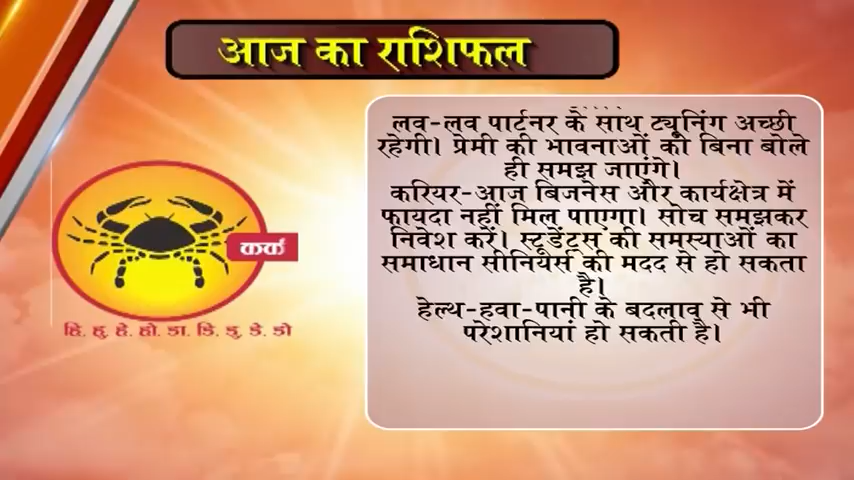 आज का राशिफल
लव-लव पार्टनर के साथ ट्यूनिंग अच्छी
रहेगी। प्रेमी की भावनाओं को बिना बोले
ही समझ जाएंगे।
करियर-आज बिजनेस और कार्यक्षेत्र में
फायदा नहीं मिल पाएगा। सोच समझकर
निवेश करें। स्टूडेंट्स की समस्याओं का
समाधान सीनियर्स की मदद से हो सकता
है।
हेल्थ-हवा-पानी के बदलाव से भी
परेशानियां हो सकती है।
कर्क
हि. हु. हे. हो. डा. डि. डु. डे. डो